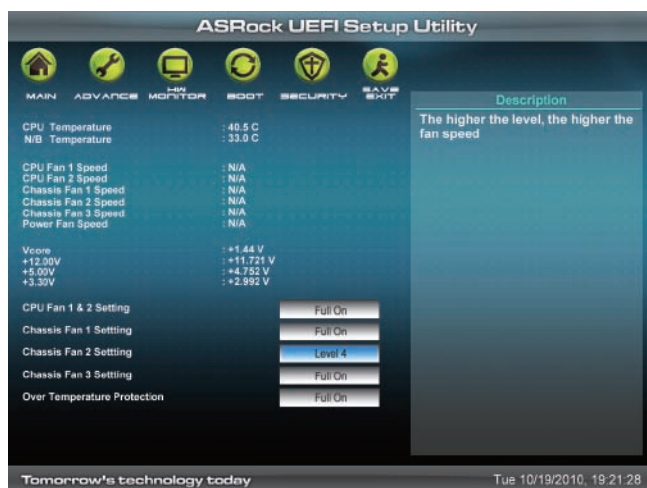 ASRock UEFI Setup Utility
MAIN
ADVANCE
HW MONITOR
BOOT
SECURITY
SAVE EXIT
Description
The higher the level, the higher the
fan speed
CPU Temperature : 40.5 C
N/B Temperature : 33.0 C
CPU Fan 1 Speed : N/A
CPU Fan 2 Speed : N/A
Chassis Fan 1 Speed : N/A
Chassis Fan 2 Speed : N/A
Chassis Fan 3 Speed : N/A
Power Fan Speed : N/A
Vcore : +1.44 V
+12.00V : +11.721 V
+5.00V : +4.752 V
+3.30V : +2.992 V
CPU Fan 1 & 2 Setting Full On
Chassis Fan 1 Settting Full On
Chassis Fan 2 Settting Level 4
Chassis Fan 3 Settting Full On
Over Temperature Protection Full On
Tomorrow's technology today
Tue 10/19/2010, 19:21:28